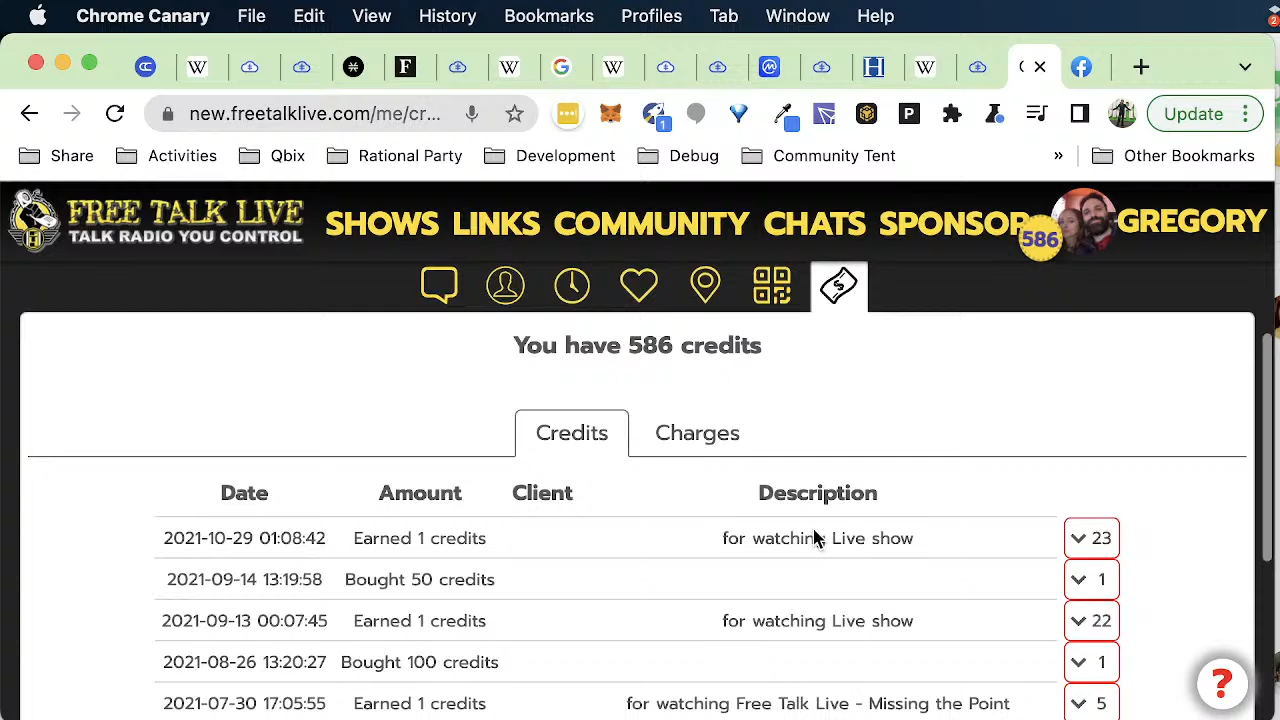 Chrome Canary File Edit View History Bookmarks Profiles Tab Window Help
2
new.freetalklive.com/me/cr... 1 P Update
Share Activities Qbix Rational Party Development Debug Community Tent » Other Bookmarks
FREE TALK LIVE
TALK RADIO YOU CONTROL
SHOWS LINKS COMMUNITY CHATS SPONSOR 586 GREGORY
You have 586 credits
Credits Charges
Date Amount Client Description
2021-10-29 01:08:42 Earned 1 credits for watching Live show 23
2021-09-14 13:19:58 Bought 50 credits 1
2021-09-13 00:07:45 Earned 1 credits for watching Live show 22
2021-08-26 13:20:27 Bought 100 credits 1
2021-07-30 17:05:55 Earned 1 credits for watching Free Talk Live - Missing the Point 5
?